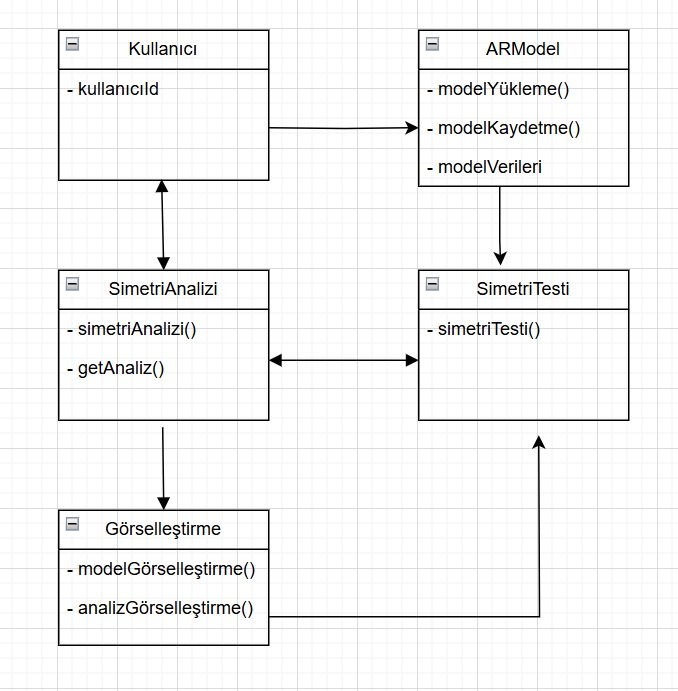 Kullanıcı
- kullanıcıId
ARModel
- modelYükleme()
- modelKaydetme()
- modelVerileri
SimetriAnalizi
- simetriAnalizi()
- getAnaliz()
SimetriTesti
- simetriTesti()
Görselleştirme
- modelGörselleştirme()
- analizGörselleştirme()